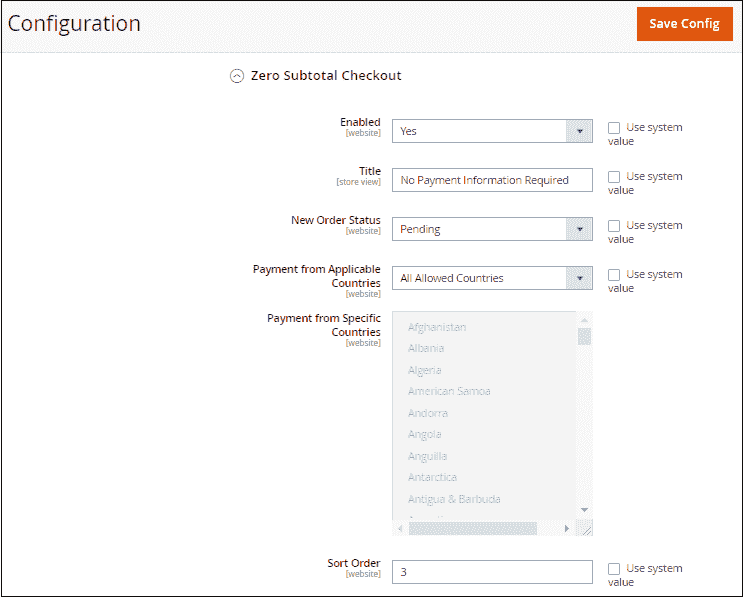 Configuration
Save Config
Zero Subtotal Checkout
Enabled
[website]
Yes
Use system
value
Title
[store view]
No Payment Information Required
Use system
value
New Order Status
[website]
Pending
Use system
value
Payment from Applicable
Countries
[website]
All Allowed Countries
Use system
value
Payment from Specific
Countries
[website]
Afghanistan
Albania
Algeria
American Samoa
Andorra
Angola
Anguilla
Antarctica
Antigua & Barbuda
Sort Order
[website]
3
Use system
value